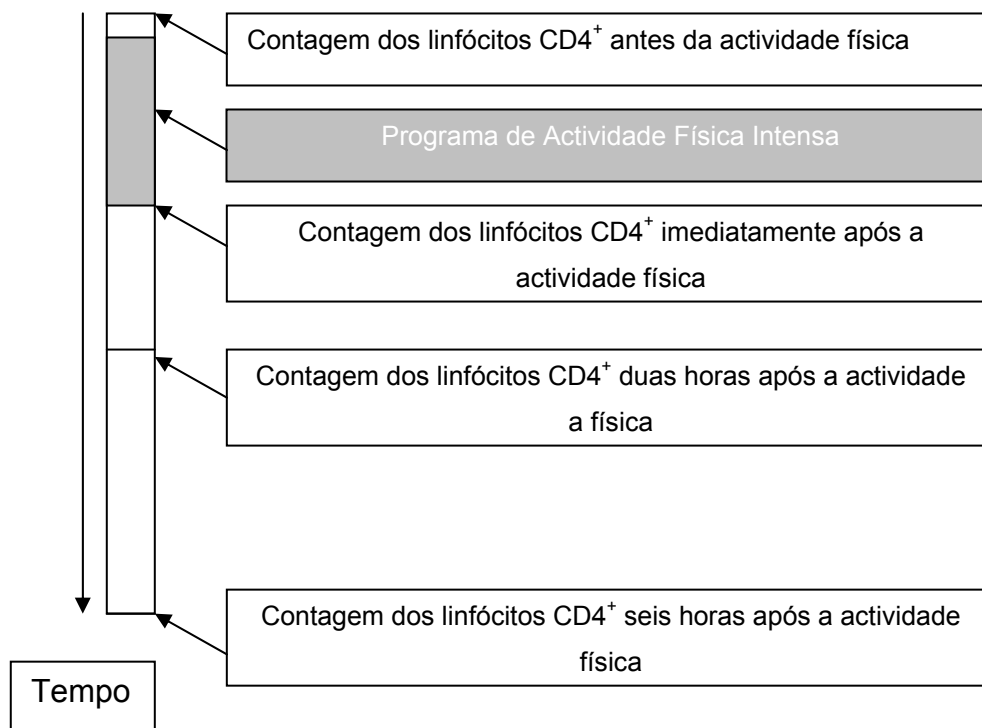 Contagem dos linfócitos CD4⁺ antes da actividade física
Programa de Actividade Física Intensa
Contagem dos linfócitos CD4⁺ imediatamente após a
actividade física
Contagem dos linfócitos CD4⁺ duas horas após a actividade
a física
Contagem dos linfócitos CD4⁺ seis horas após a actividade
física
Tempo